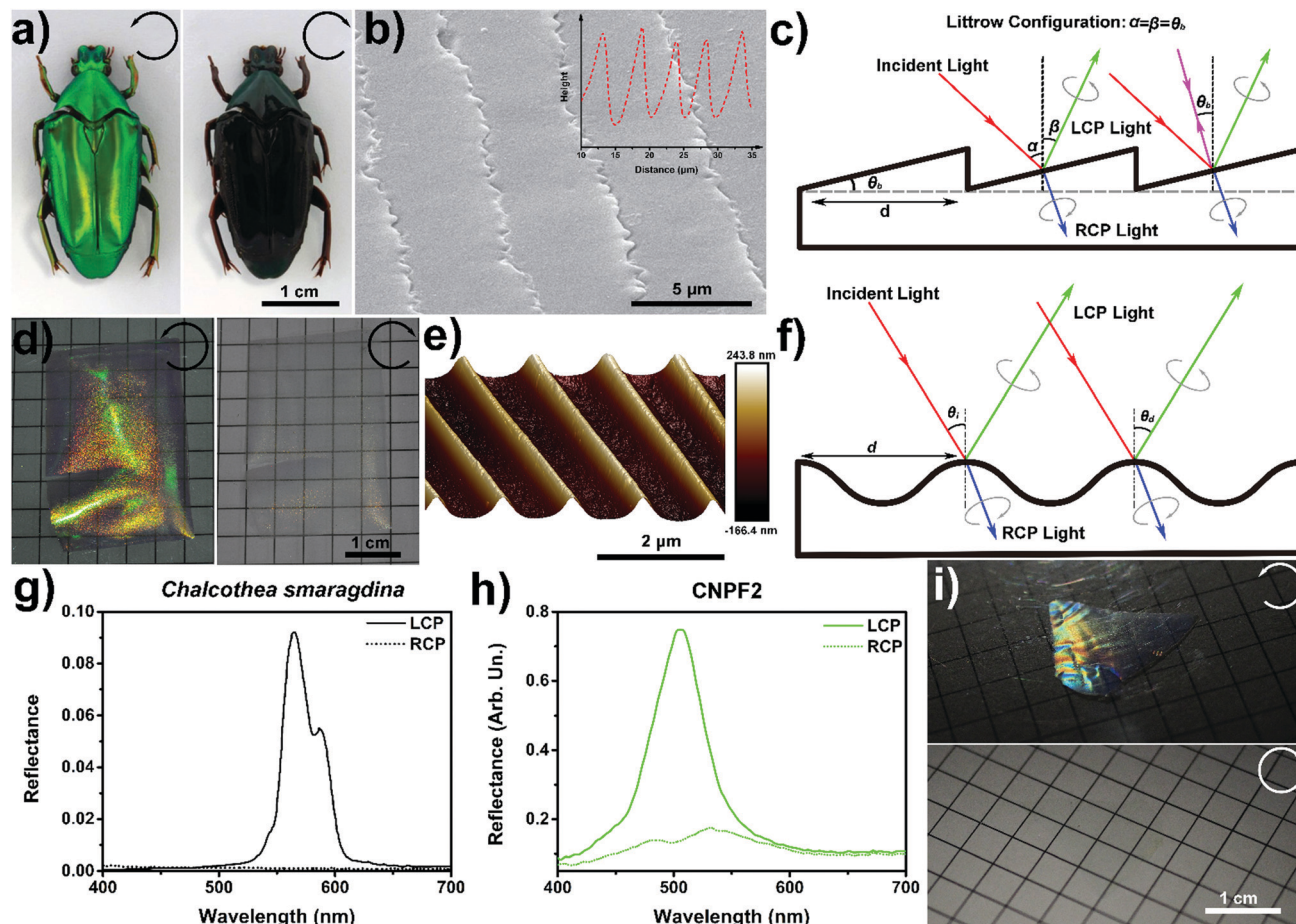 a)
1 cm
b)
Height
10 15 20 25 30 35
Distance (µm)
5 µm
c)
Littrow Configuration: α=β=θb
Incident Light
θb
β
LCP Light
α
θb
d
RCP Light
d)
1 cm
e)
243.8 nm
-166.4 nm
2 µm
f)
Incident Light
LCP Light
θi
θd
d
RCP Light
g)
Chalcothea smaragdina
0.10
0.08
0.06
0.04
0.02
0.00
Reflectance
LCP
RCP
400 500 600 700
Wavelength (nm)
h)
CNPF2
0.8
0.6
0.4
0.2
Reflectance (Arb. Un.)
LCP
RCP
400 500 600 700
Wavelength (nm)
i)
1 cm